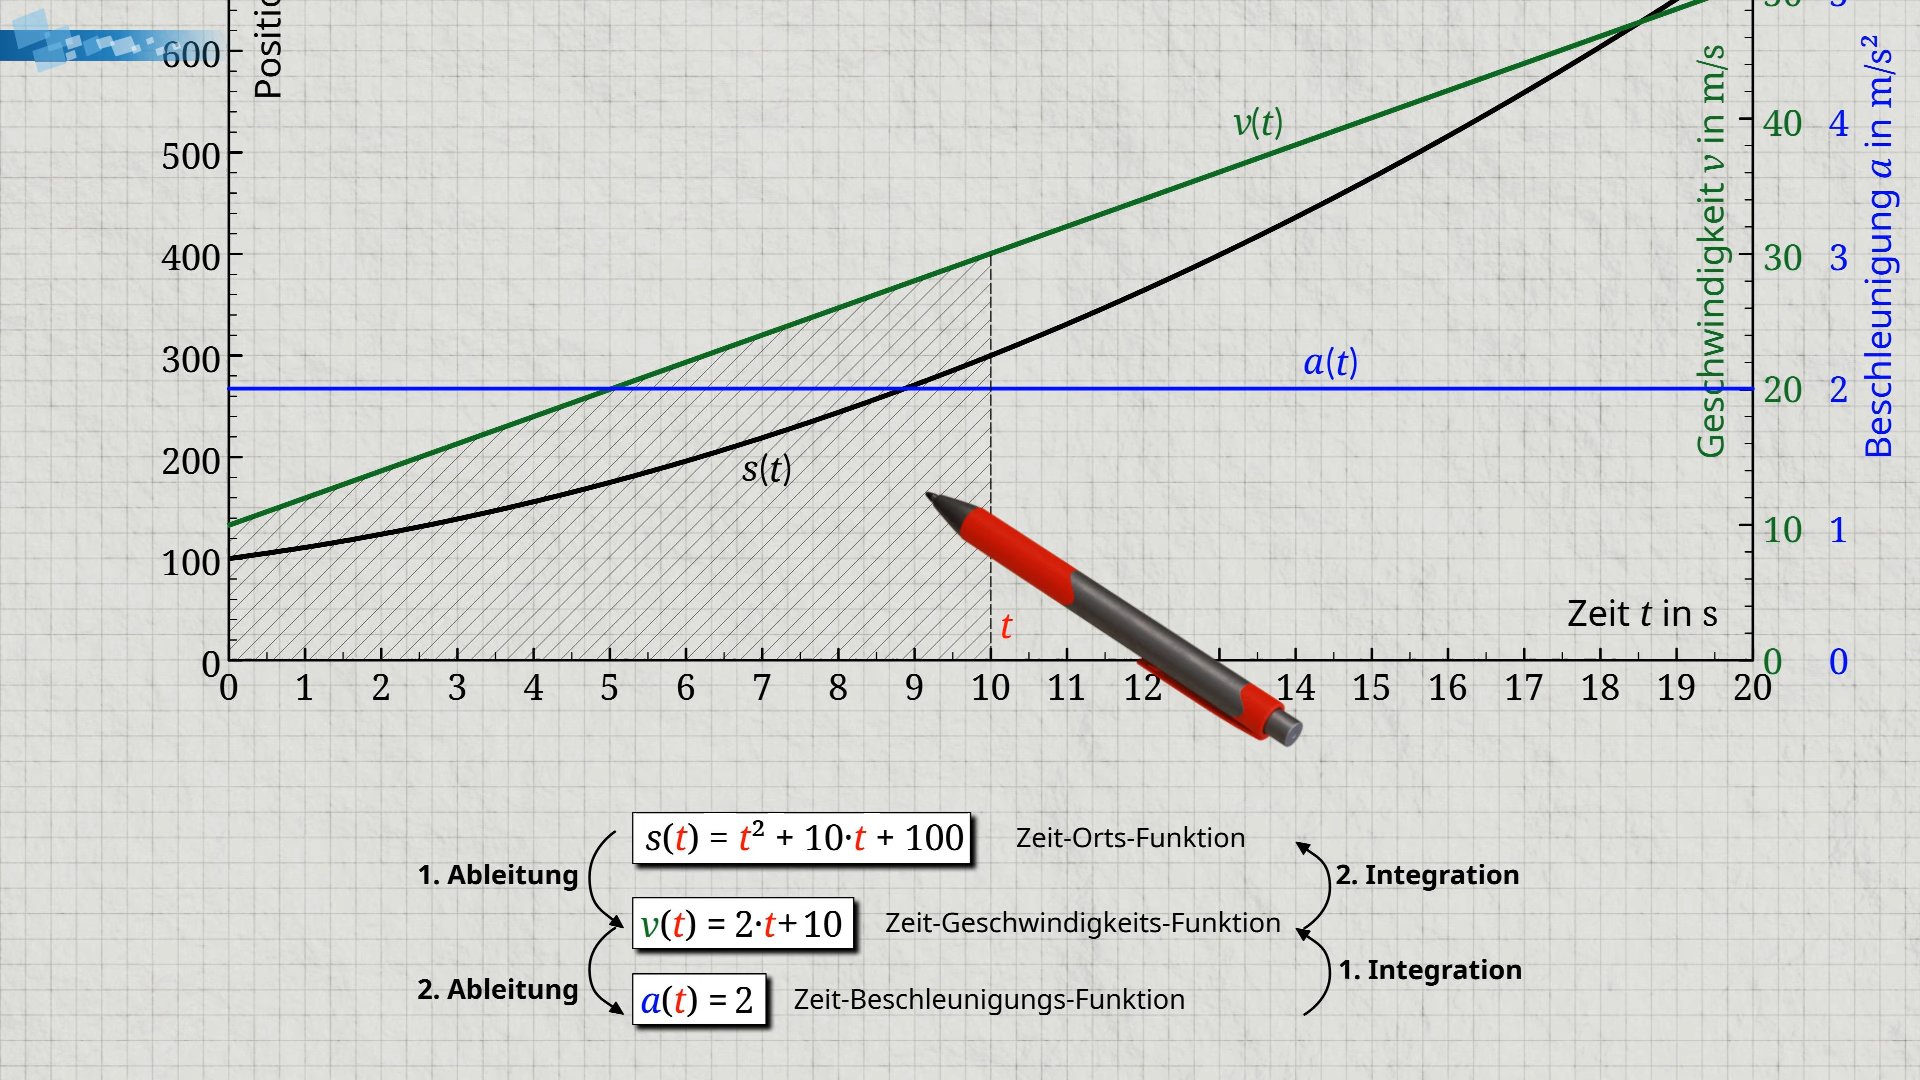 Positio
600
500
400
300
200
100
0
v(t)
s(t)
a(t)
t
Zeit t in s
0 1 2 3 4 5 6 7 8 9 10 11 12 14 15 16 17 18 19 20
Geschwindigkeit v in m/s
40
30
20
10
0
Beschleunigung a in m/s²
4
3
2
1
0
s(t) = t² + 10·t + 100 Zeit-Orts-Funktion
1. Ableitung 2. Integration
v(t) = 2·t+10 Zeit-Geschwindigkeits-Funktion
2. Ableitung 1. Integration
a(t) = 2 Zeit-Beschleunigungs-Funktion